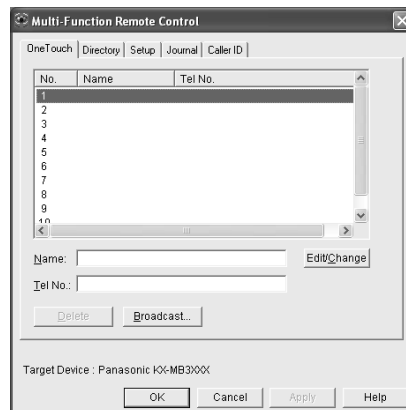 Multi-Function Remote Control
OneTouch Directory Setup Journal Caller ID
No. Name Tel No.
1
2
3
4
5
6
7
8
9
10
Name: Edit/Change
Tel No.:
Delete Broadcast...
Target Device : Panasonic KX-MB3XXX
OK Cancel Apply Help